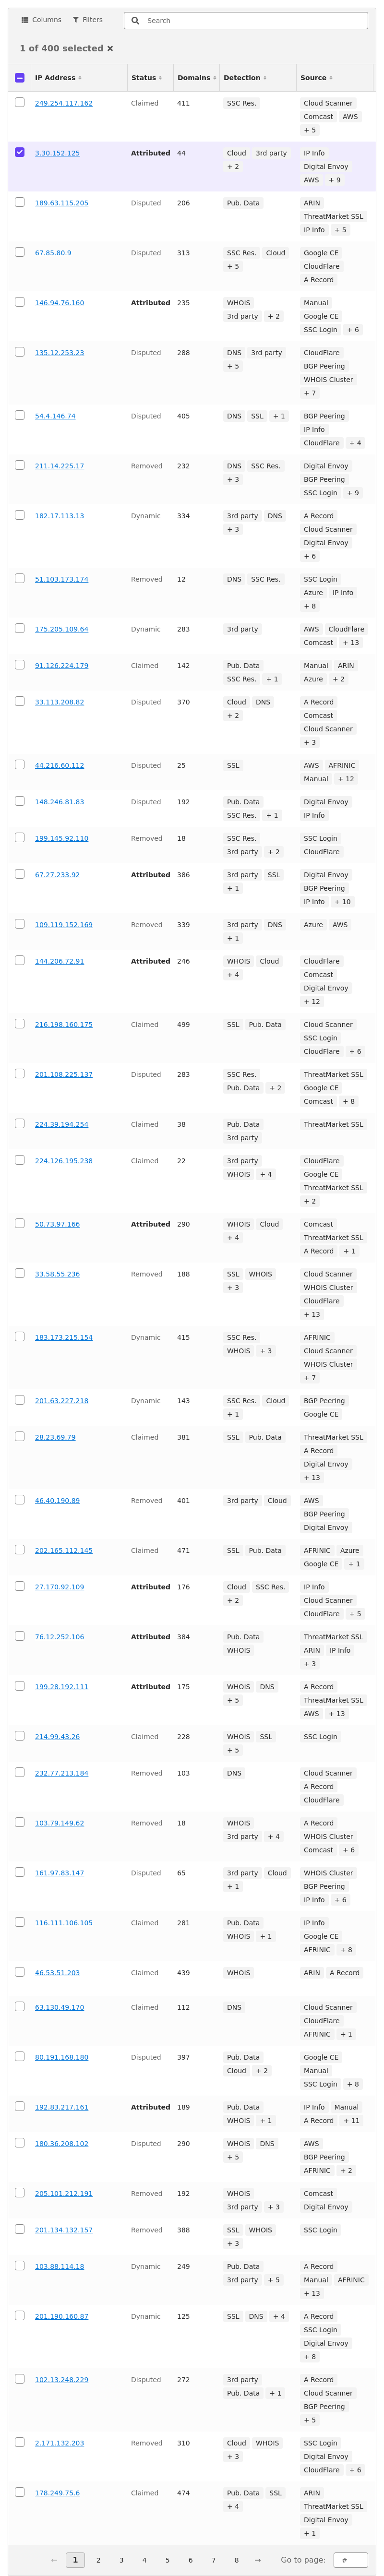 Columns Filters Search
1 of 400 selected ×
IP Address Status Domains Detection Source
249.254.117.162 Claimed 411 SSC Res. Cloud Scanner
Comcast AWS
+ 5
3.30.152.125 Attributed 44 Cloud 3rd party IP Info
+ 2 Digital Envoy
AWS + 9
189.63.115.205 Disputed 206 Pub. Data ARIN
ThreatMarket SSL
IP Info + 5
67.85.80.9 Disputed 313 SSC Res. Cloud Google CE
+ 5 CloudFlare
A Record
146.94.76.160 Attributed 235 WHOIS Manual
3rd party + 2 Google CE
SSC Login + 6
135.12.253.23 Disputed 288 DNS 3rd party CloudFlare
+ 5 BGP Peering
WHOIS Cluster
+ 7
54.4.146.74 Disputed 405 DNS SSL + 1 BGP Peering
IP Info
CloudFlare + 4
211.14.225.17 Removed 232 DNS SSC Res. Digital Envoy
+ 3 BGP Peering
SSC Login + 9
182.17.113.13 Dynamic 334 3rd party DNS A Record
+ 3 Cloud Scanner
Digital Envoy
+ 6
51.103.173.174 Removed 12 DNS SSC Res. SSC Login
Azure IP Info
+ 8
175.205.109.64 Dynamic 283 3rd party AWS CloudFlare
Comcast + 13
91.126.224.179 Claimed 142 Pub. Data Manual ARIN
SSC Res. + 1 Azure + 2
33.113.208.82 Disputed 370 Cloud DNS A Record
+ 2 Comcast
Cloud Scanner
+ 3
44.216.60.112 Disputed 25 SSL AWS AFRINIC
Manual + 12
148.246.81.83 Disputed 192 Pub. Data Digital Envoy
SSC Res. + 1 IP Info
199.145.92.110 Removed 18 SSC Res. SSC Login
3rd party + 2 CloudFlare
67.27.233.92 Attributed 386 3rd party SSL Digital Envoy
+ 1 BGP Peering
IP Info + 10
109.119.152.169 Removed 339 3rd party DNS Azure AWS
+ 1
144.206.72.91 Attributed 246 WHOIS Cloud CloudFlare
+ 4 Comcast
Digital Envoy
+ 12
216.198.160.175 Claimed 499 SSL Pub. Data Cloud Scanner
SSC Login
CloudFlare + 6
201.108.225.137 Disputed 283 SSC Res. ThreatMarket SSL
Pub. Data + 2 Google CE
Comcast + 8
224.39.194.254 Claimed 38 Pub. Data ThreatMarket SSL
3rd party
224.126.195.238 Claimed 22 3rd party CloudFlare
WHOIS + 4 Google CE
ThreatMarket SSL
+ 2
50.73.97.166 Attributed 290 WHOIS Cloud Comcast
+ 4 ThreatMarket SSL
A Record + 1
33.58.55.236 Removed 188 SSL WHOIS Cloud Scanner
+ 3 WHOIS Cluster
CloudFlare
+ 13
183.173.215.154 Dynamic 415 SSC Res. AFRINIC
WHOIS + 3 Cloud Scanner
WHOIS Cluster
+ 7
201.63.227.218 Dynamic 143 SSC Res. Cloud BGP Peering
+ 1 Google CE
28.23.69.79 Claimed 381 SSL Pub. Data ThreatMarket SSL
A Record
Digital Envoy
+ 13
46.40.190.89 Removed 401 3rd party Cloud AWS
BGP Peering
Digital Envoy
202.165.112.145 Claimed 471 SSL Pub. Data AFRINIC Azure
Google CE + 1
27.170.92.109 Attributed 176 Cloud SSC Res. IP Info
+ 2 Cloud Scanner
CloudFlare + 5
76.12.252.106 Attributed 384 Pub. Data ThreatMarket SSL
WHOIS ARIN IP Info
+ 3
199.28.192.111 Attributed 175 WHOIS DNS A Record
+ 5 ThreatMarket SSL
AWS + 13
214.99.43.26 Claimed 228 WHOIS SSL SSC Login
+ 5
232.77.213.184 Removed 103 DNS Cloud Scanner
A Record
CloudFlare
103.79.149.62 Removed 18 WHOIS A Record
3rd party + 4 WHOIS Cluster
Comcast + 6
161.97.83.147 Disputed 65 3rd party Cloud WHOIS Cluster
+ 1 BGP Peering
IP Info + 6
116.111.106.105 Claimed 281 Pub. Data IP Info
WHOIS + 1 Google CE
AFRINIC + 8
46.53.51.203 Claimed 439 WHOIS ARIN A Record
63.130.49.170 Claimed 112 DNS Cloud Scanner
CloudFlare
AFRINIC + 1
80.191.168.180 Disputed 397 Pub. Data Google CE
Cloud + 2 Manual
SSC Login + 8
192.83.217.161 Attributed 189 Pub. Data IP Info Manual
WHOIS + 1 A Record + 11
180.36.208.102 Disputed 290 WHOIS DNS AWS
+ 5 BGP Peering
AFRINIC + 2
205.101.212.191 Removed 192 WHOIS Comcast
3rd party + 3 Digital Envoy
201.134.132.157 Removed 388 SSL WHOIS SSC Login
+ 3
103.88.114.18 Dynamic 249 Pub. Data A Record
3rd party + 5 Manual AFRINIC
+ 13
201.190.160.87 Dynamic 125 SSL DNS + 4 A Record
SSC Login
Digital Envoy
+ 8
102.13.248.229 Disputed 272 3rd party A Record
Pub. Data + 1 Cloud Scanner
BGP Peering
+ 5
2.171.132.203 Removed 310 Cloud WHOIS SSC Login
+ 3 Digital Envoy
CloudFlare + 6
178.249.75.6 Claimed 474 Pub. Data SSL ARIN
+ 4 ThreatMarket SSL
Digital Envoy
+ 1
← 1 2 3 4 5 6 7 8 → Go to page: #